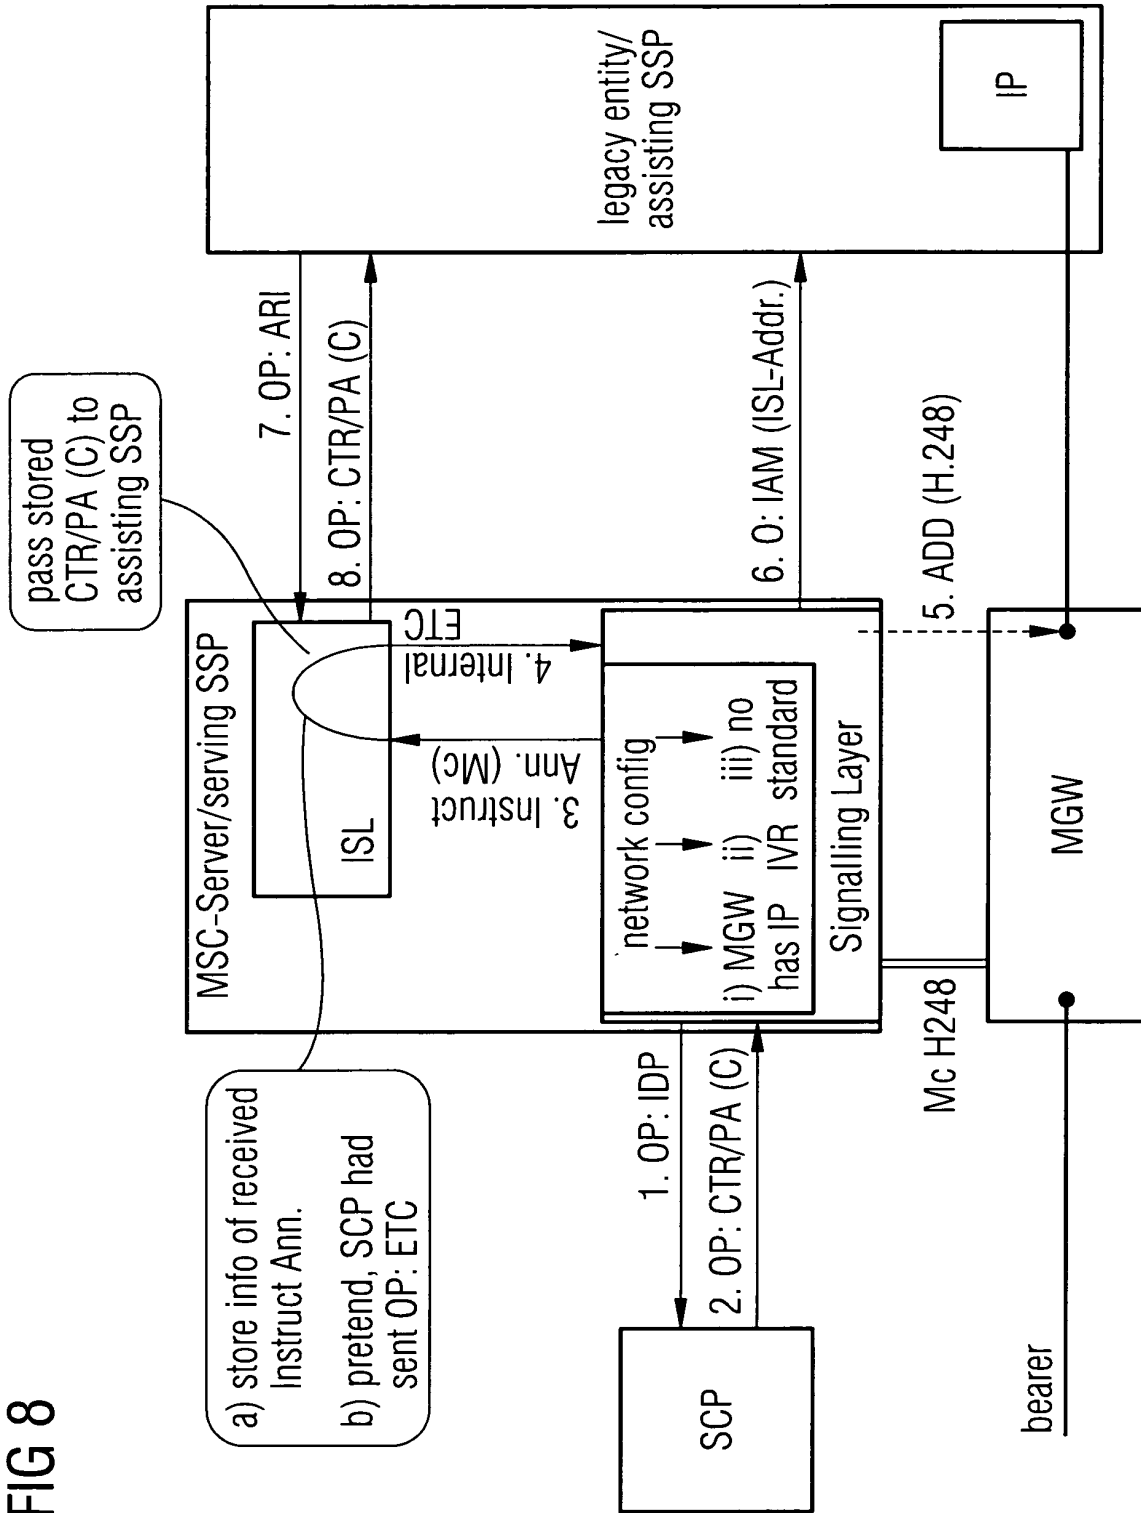 FIG 8
a) store info of received
Instruct Ann.
b) pretend, SCP had
sent OP: ETC
pass stored
CTR/PA (C) to
assisting SSP
MSC-Server/serving SSP
ISL
3. Instruct
Ann. (Mc)
4. Internal
ETC
network config
i) MGW
has IP
ii)
IVR
iii) no
standard
Signalling Layer
SCP
1. OP: IDP
2. OP: CTR/PA (C)
7. OP: ARI
8. OP: CTR/PA (C)
6. O: IAM (ISL-Addr.)
5. ADD (H.248)
legacy entity/
assisting SSP
IP
Mc H248
bearer
MGW